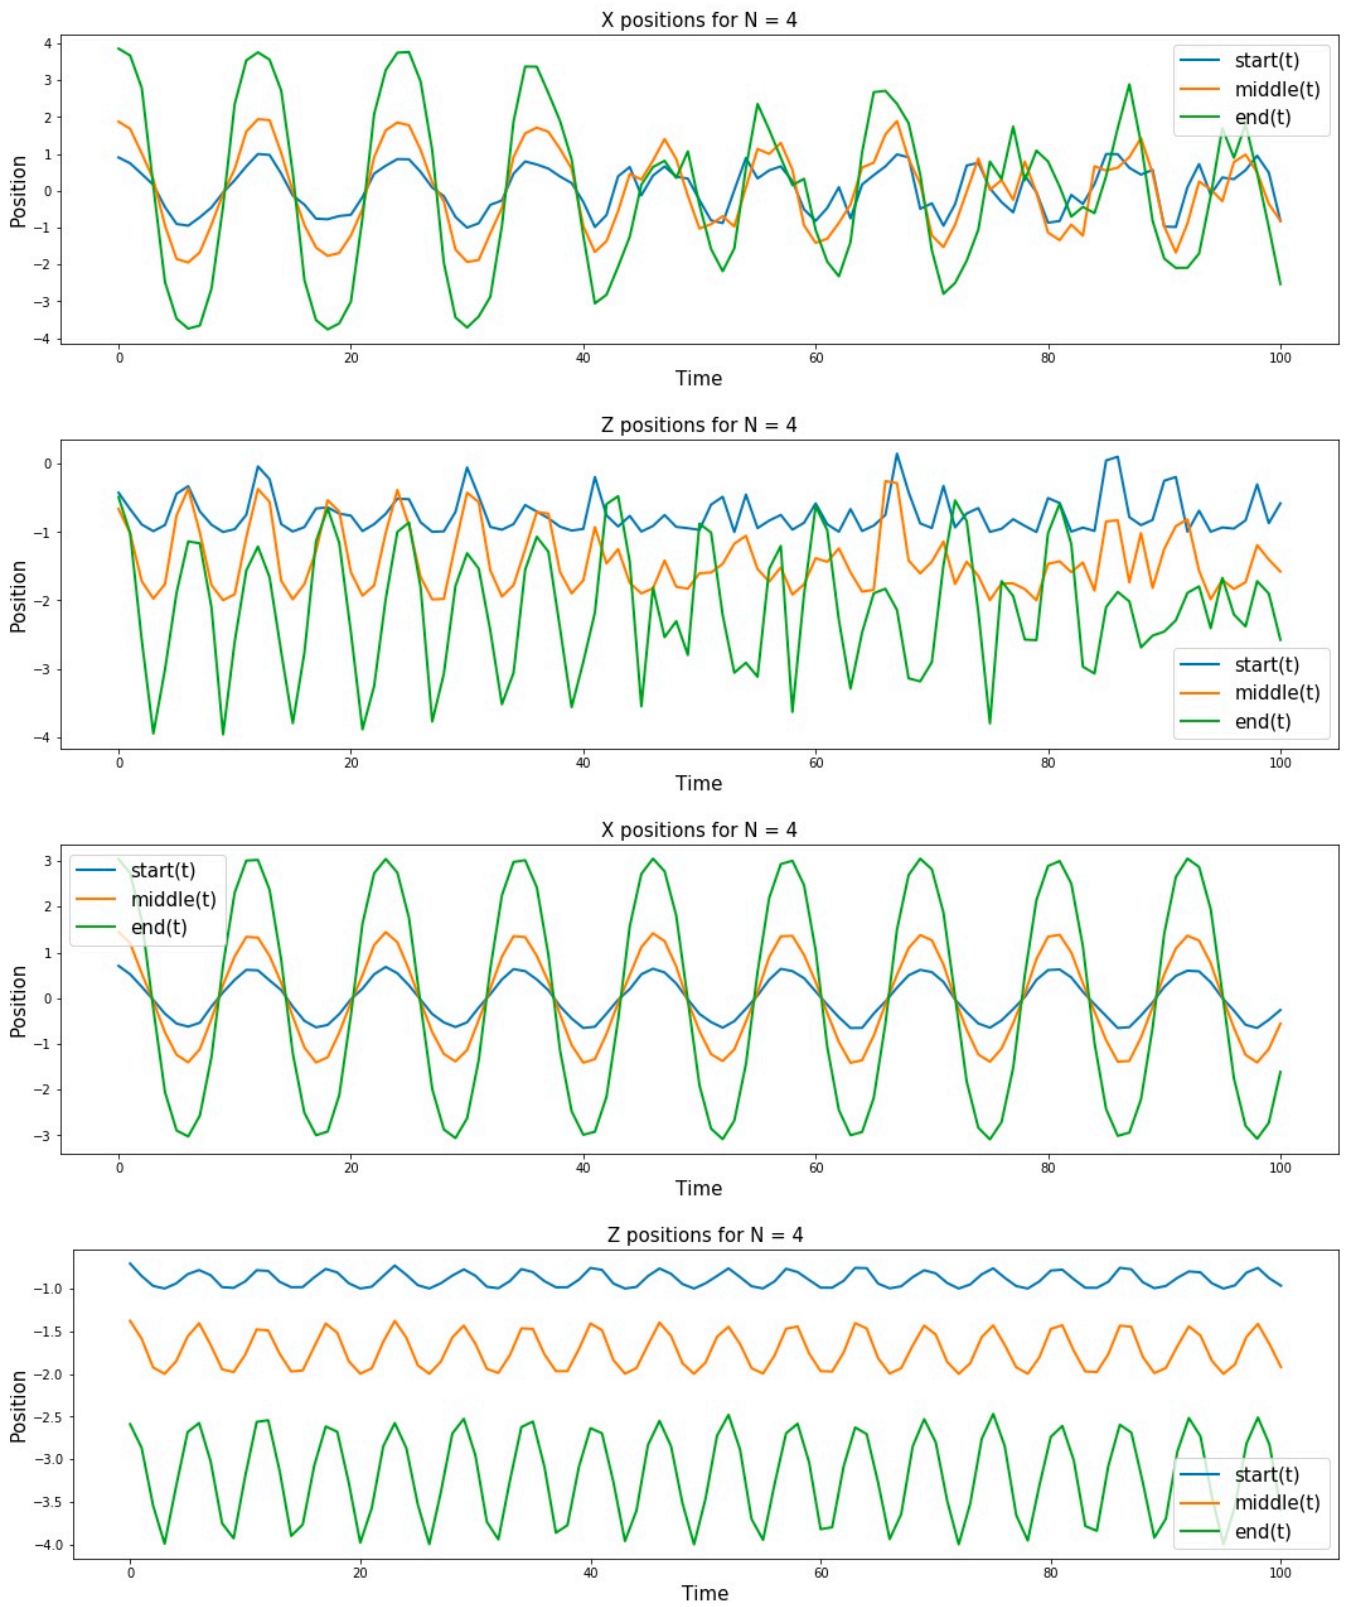 X positions for N = 4
4
3
2
1
0
−1
−2
−3
−4
Position
start(t)
middle(t)
end(t)
0 20 40 60 80 100
Time
Z positions for N = 4
0
−1
−2
−3
−4
Position
start(t)
middle(t)
end(t)
0 20 40 60 80 100
Time
X positions for N = 4
3
2
1
0
−1
−2
−3
Position
start(t)
middle(t)
end(t)
0 20 40 60 80 100
Time
Z positions for N = 4
−1.0
−1.5
−2.0
−2.5
−3.0
−3.5
−4.0
Position
start(t)
middle(t)
end(t)
0 20 40 60 80 100
Time